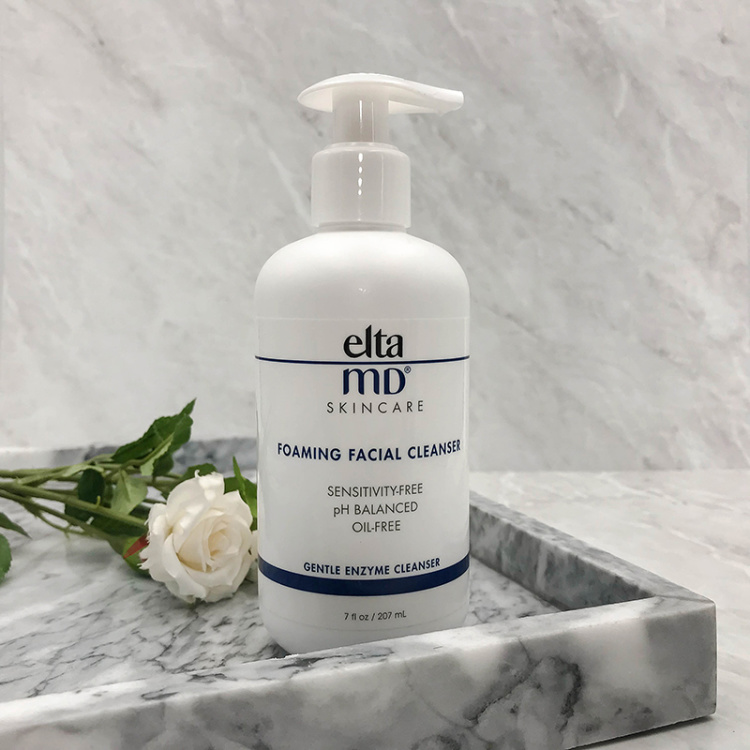 elta
MD®
SKINCARE
FOAMING FACIAL CLEANSER
SENSITIVITY-FREE
pH BALANCED
OIL-FREE
GENTLE ENZYME CLEANSER
7 fl oz / 207 mL